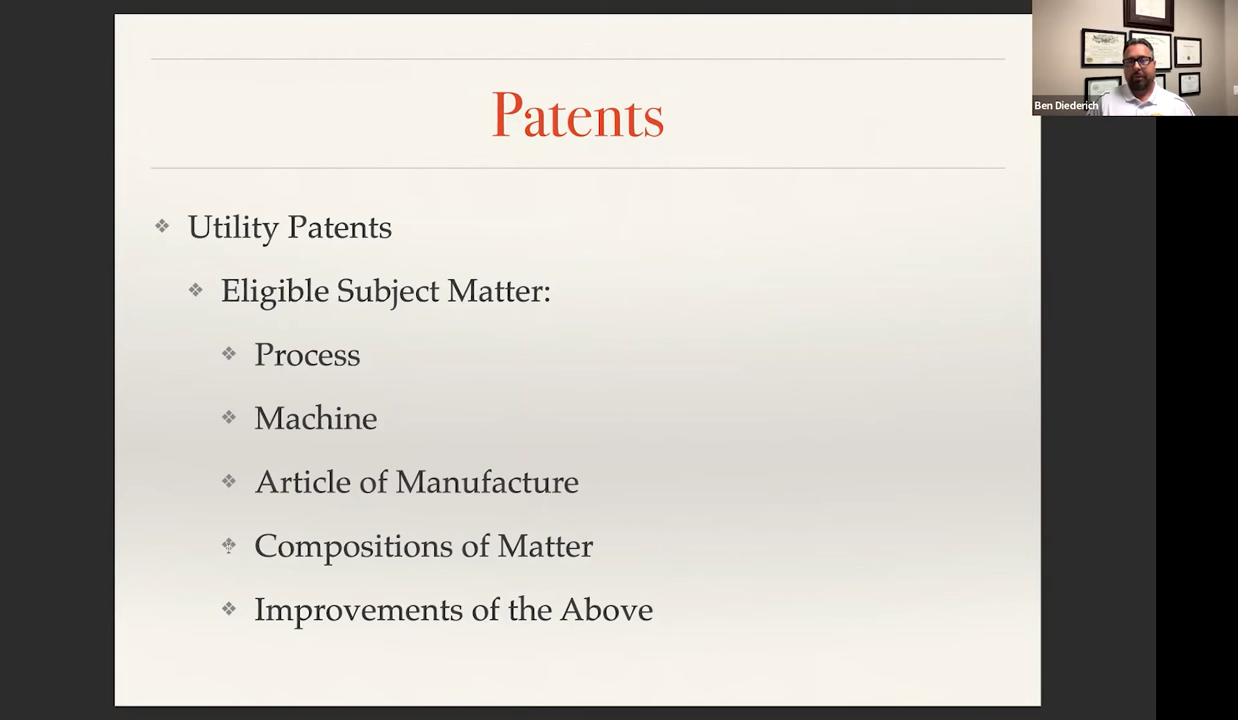 Patents
Utility Patents
Eligible Subject Matter:
Process
Machine
Article of Manufacture
Compositions of Matter
Improvements of the Above
Ben Diederich